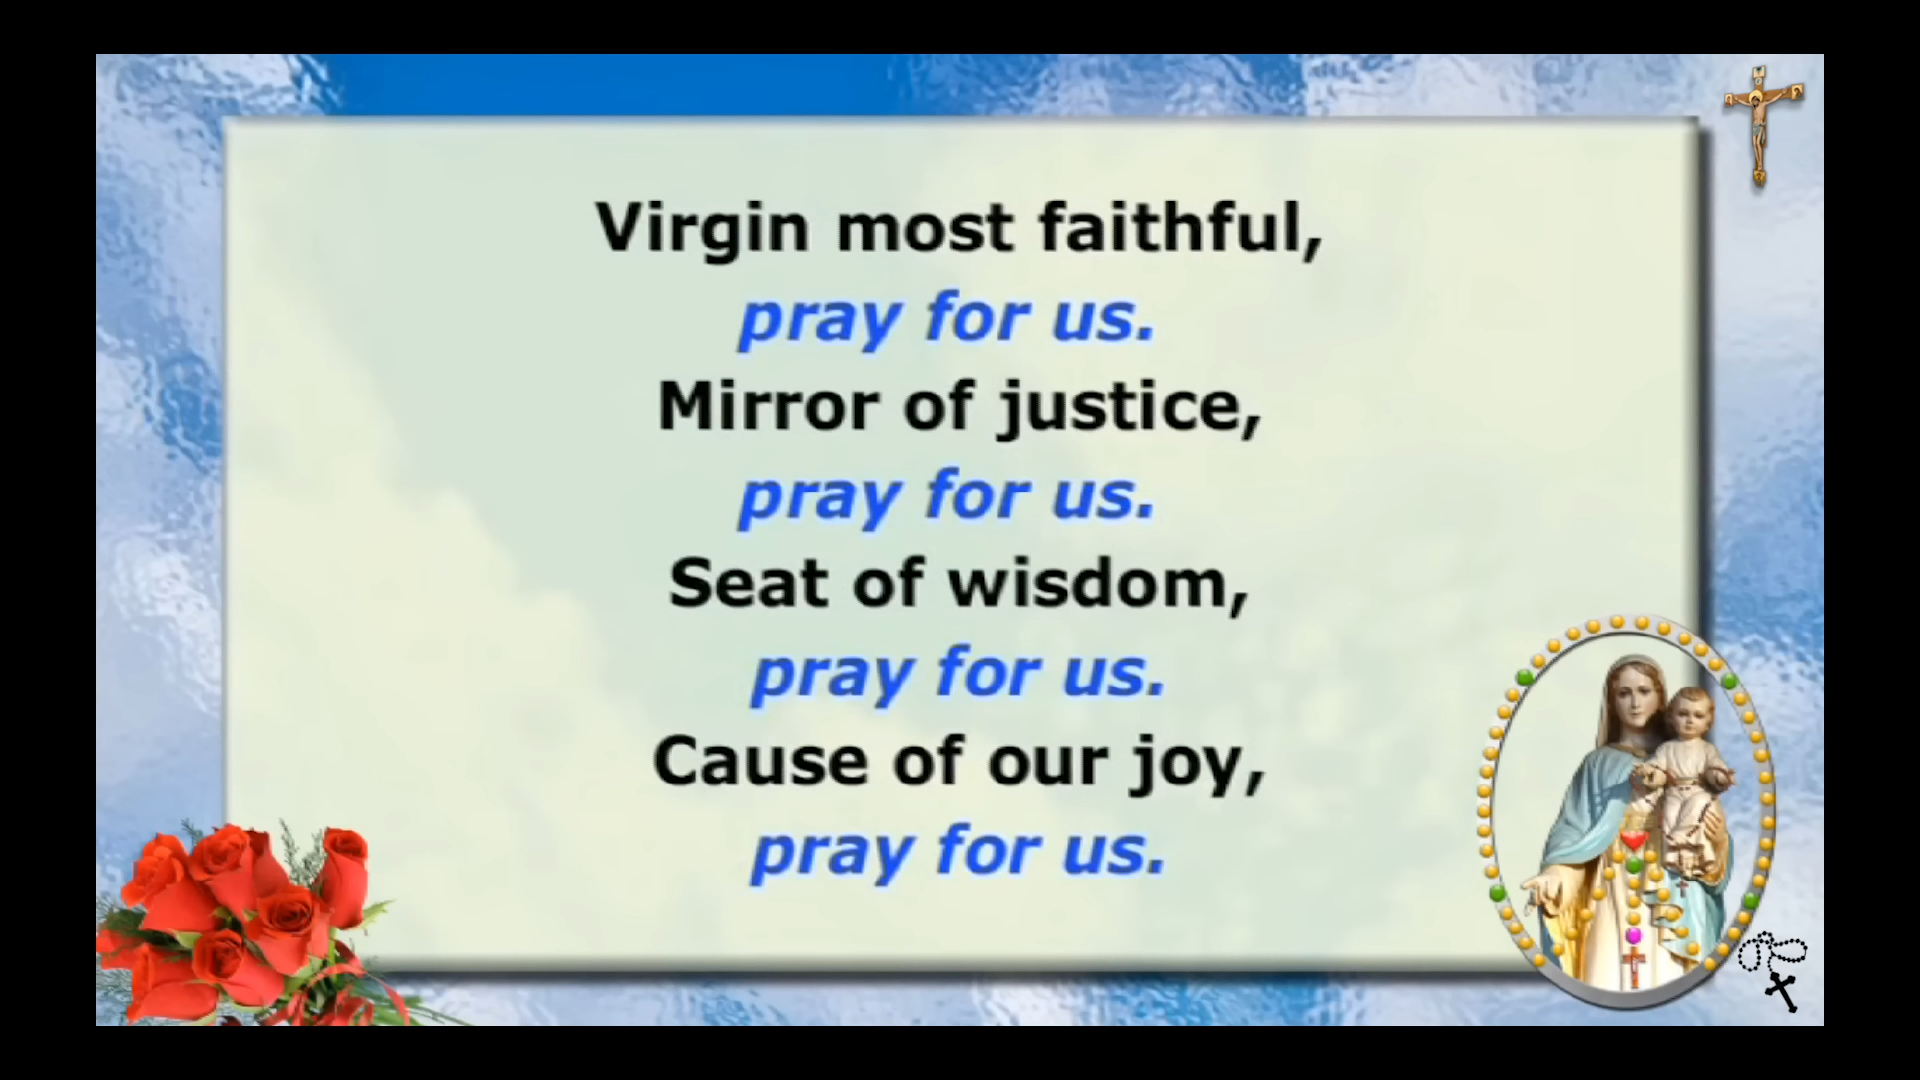 Virgin most faithful,
pray for us.
Mirror of justice,
pray for us.
Seat of wisdom,
pray for us.
Cause of our joy,
pray for us.